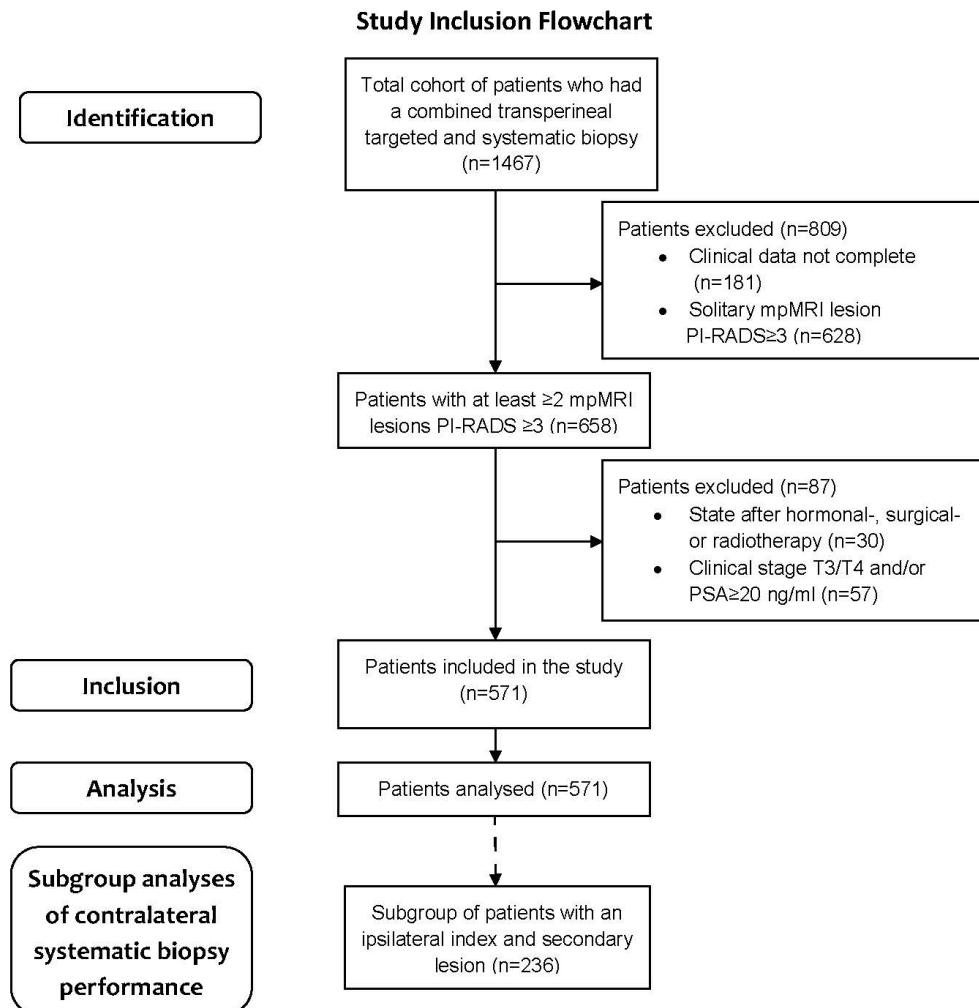 Study Inclusion Flowchart
Identification
Total cohort of patients who had
a combined transperineal
targeted and systematic biopsy
(n=1467)
Patients excluded (n=809)
• Clinical data not complete
(n=181)
• Solitary mpMRI lesion
PI-RADS≥3 (n=628)
Patients with at least ≥2 mpMRI
lesions PI-RADS ≥3 (n=658)
Patients excluded (n=87)
• State after hormonal-, surgical-
or radiotherapy (n=30)
• Clinical stage T3/T4 and/or
PSA≥20 ng/ml (n=57)
Inclusion
Patients included in the study
(n=571)
Analysis
Patients analysed (n=571)
Subgroup analyses
of contralateral
systematic biopsy
performance
Subgroup of patients with an
ipsilateral index and secondary
lesion (n=236)